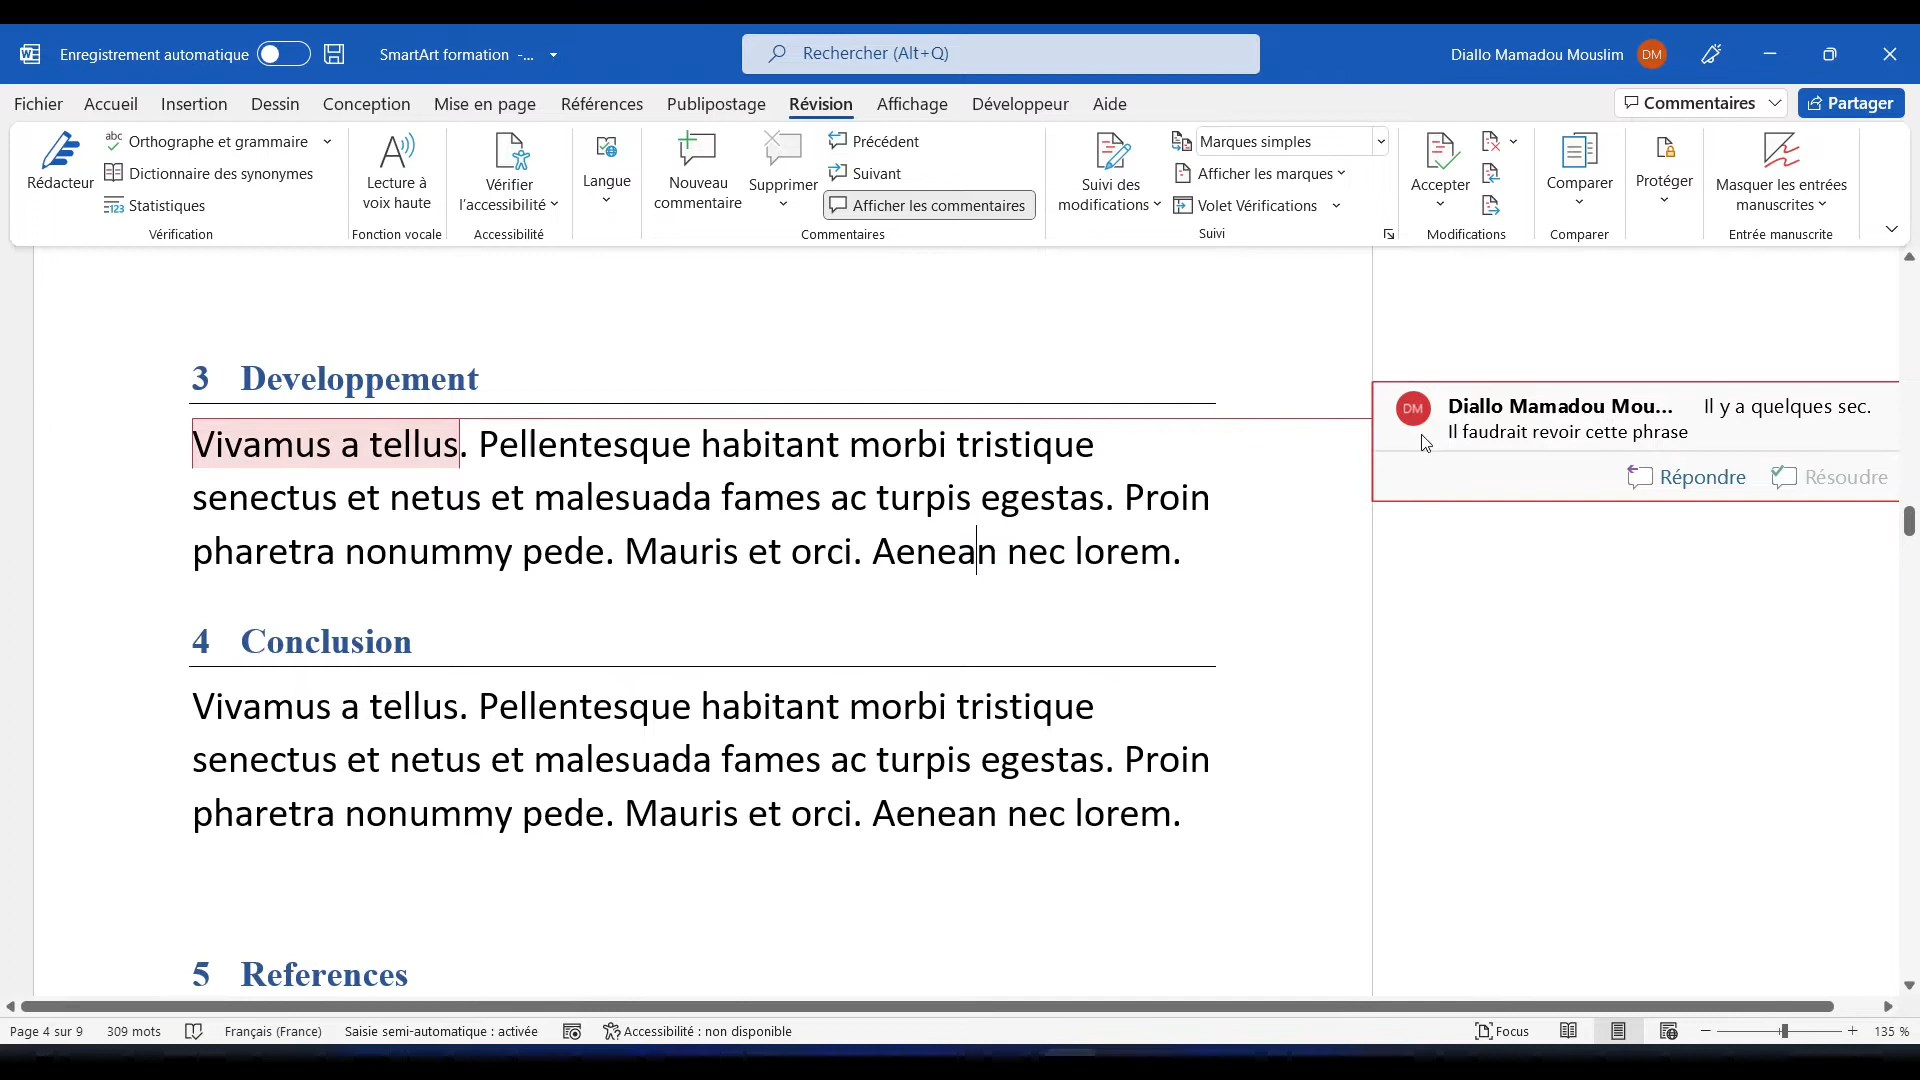 Enregistrement automatique
SmartArt formation -...
Rechercher (Alt+Q)
Diallo Mamadou Mouslim DM
Fichier Accueil Insertion Dessin Conception Mise en page Références Publipostage Révision Affichage Développeur Aide
Commentaires Partager
Rédacteur
abc Orthographe et grammaire
Dictionnaire des synonymes
123 Statistiques
Vérification
Lecture à
voix haute
Fonction vocale
Vérifier
l'accessibilité
Accessibilité
Langue
Nouveau
commentaire
Supprimer
Précédent
Suivant
Afficher les commentaires
Commentaires
Suivi des
modifications
Marques simples
Afficher les marques
Volet Vérifications
Suivi
Accepter
Modifications
Comparer
Comparer
Protéger
Masquer les entrées
manuscrites
Entrée manuscrite
3 Developpement
Vivamus a tellus. Pellentesque habitant morbi tristique
senectus et netus et malesuada fames ac turpis egestas. Proin
pharetra nonummy pede. Mauris et orci. Aenean nec lorem.
DM Diallo Mamadou Mou... Il y a quelques sec.
Il faudrait revoir cette phrase
Répondre Résoudre
4 Conclusion
Vivamus a tellus. Pellentesque habitant morbi tristique
senectus et netus et malesuada fames ac turpis egestas. Proin
pharetra nonummy pede. Mauris et orci. Aenean nec lorem.
5 References
Page 4 sur 9 309 mots Français (France) Saisie semi-automatique : activée Accessibilité : non disponible Focus 135 %